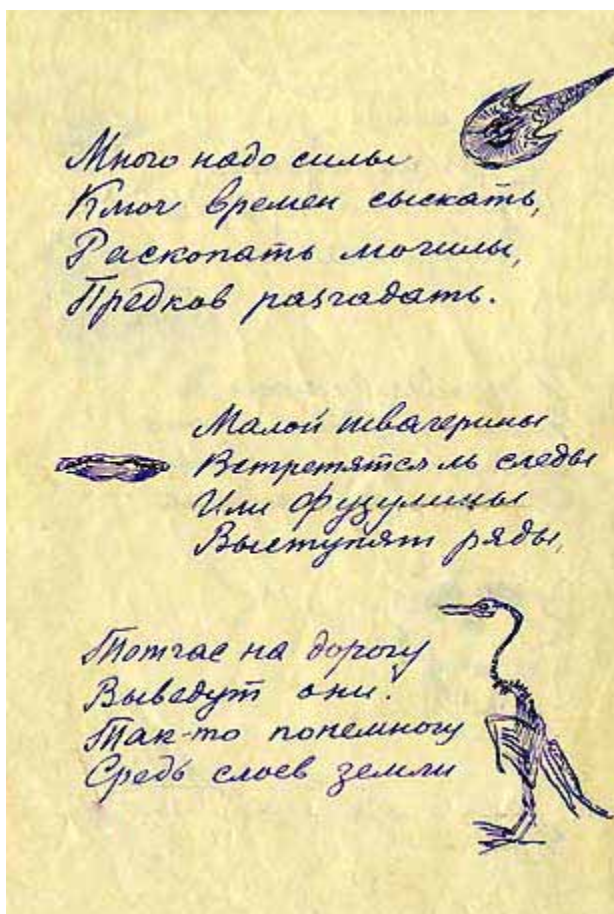 Много надо силы
Ключ времен сыскать,
Раскопать могилы,
Предков разгадать.
Малой швагерины
Встретятся ль следы
Или фузулины
Выступят ряды,
Тотчас на дорогу
Выведут они.
Так-то понемногу
Средь слоев земли